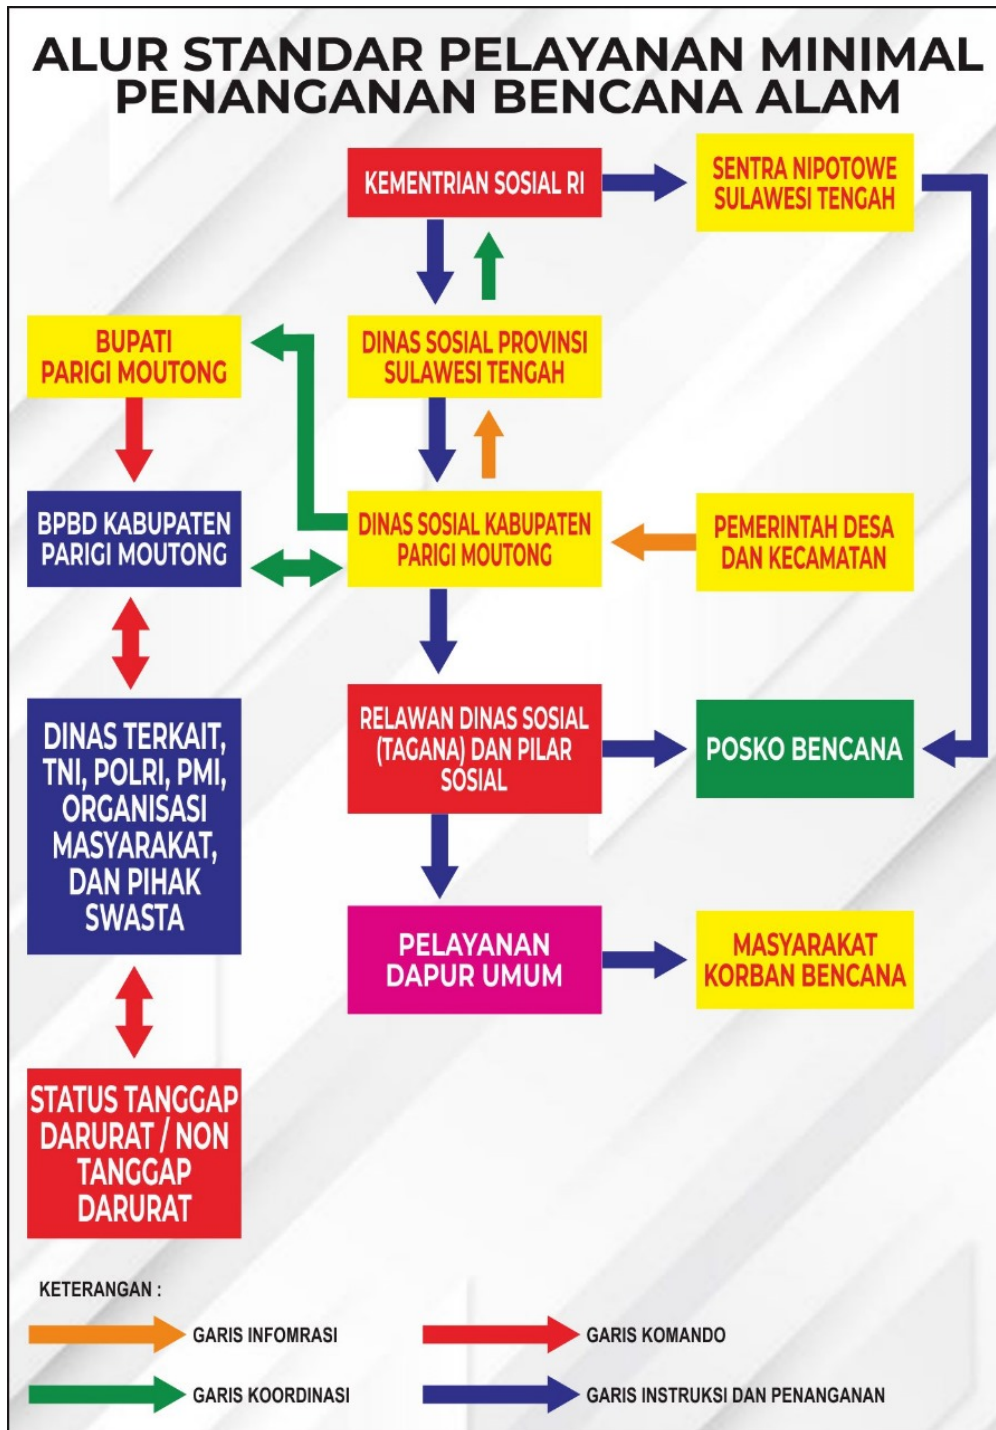 ALUR STANDAR PELAYANAN MINIMAL
PENANGANAN BENCANA ALAM
KEMENTRIAN SOSIAL RI
SENTRA NIPOTOWE
SULAWESI TENGAH
BUPATI
PARIGI MOUTONG
DINAS SOSIAL PROVINSI
SULAWESI TENGAH
BPBD KABUPATEN
PARIGI MOUTONG
DINAS SOSIAL KABUPATEN
PARIGI MOUTONG
PEMERINTAH DESA
DAN KECAMATAN
DINAS TERKAIT,
TNI, POLRI, PMI,
ORGANISASI
MASYARAKAT,
DAN PIHAK
SWASTA
RELAWAN DINAS SOSIAL
(TAGANA) DAN PILAR
SOSIAL
POSKO BENCANA
PELAYANAN
DAPUR UMUM
MASYARAKAT
KORBAN BENCANA
STATUS TANGGAP
DARURAT / NON
TANGGAP
DARURAT
KETERANGAN :
GARIS INFOMRASI
GARIS KOMANDO
GARIS KOORDINASI
GARIS INSTRUKSI DAN PENANGANAN